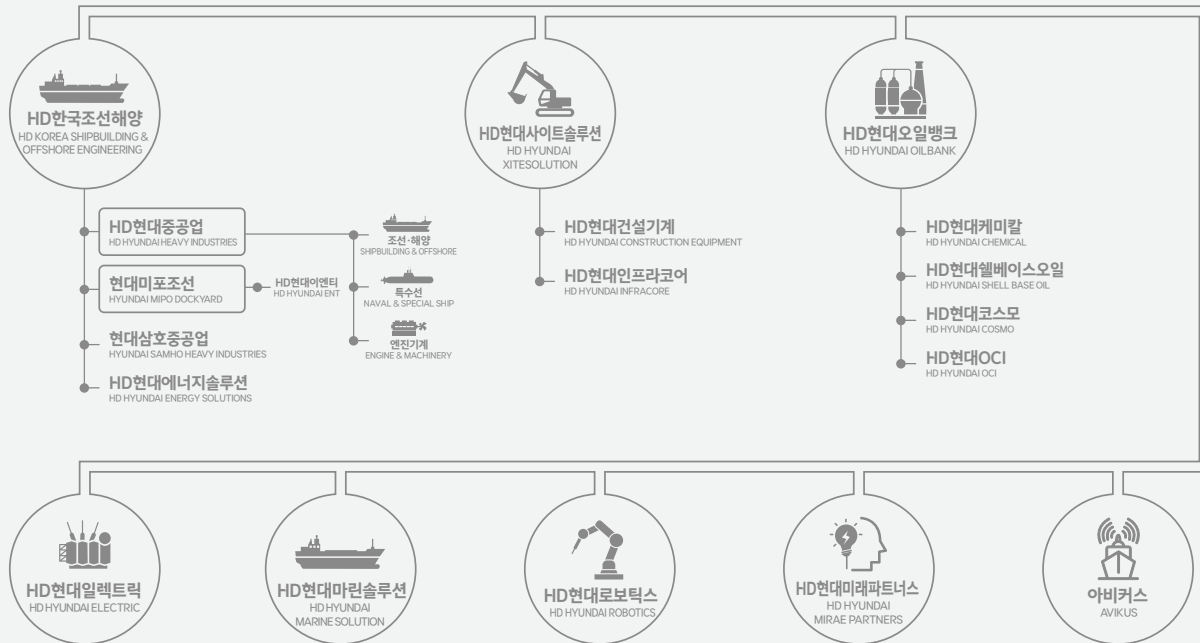 HD한국조선해양
HD KOREA SHIPBUILDING &
OFFSHORE ENGINEERING
HD현대중공업
HD HYUNDAI HEAVY INDUSTRIES
현대미포조선
HYUNDAI MIPO DOCKYARD
HD현대이엔티
HD HYUNDAI ENT
현대삼호중공업
HYUNDAI SAMHO HEAVY INDUSTRIES
HD현대에너지솔루션
HD HYUNDAI ENERGY SOLUTIONS
조선·해양
SHIPBUILDING & OFFSHORE
특수선
NAVAL & SPECIAL SHIP
엔진기계
ENGINE & MACHINERY
HD현대사이트솔루션
HD HYUNDAI
XITESOLUTION
HD현대건설기계
HD HYUNDAI CONSTRUCTION EQUIPMENT
HD현대인프라코어
HD HYUNDAI INFRACORE
HD현대오일뱅크
HD HYUNDAI OILBANK
HD현대케미칼
HD HYUNDAI CHEMICAL
HD현대쉘베이스오일
HD HYUNDAI SHELL BASE OIL
HD현대코스모
HD HYUNDAI COSMO
HD현대OCI
HD HYUNDAI OCI
HD현대일렉트릭
HD HYUNDAI ELECTRIC
HD현대마린솔루션
HD HYUNDAI
MARINE SOLUTION
HD현대로보틱스
HD HYUNDAI ROBOTICS
HD현대미래파트너스
HD HYUNDAI
MIRAE PARTNERS
아비커스
AVIKUS